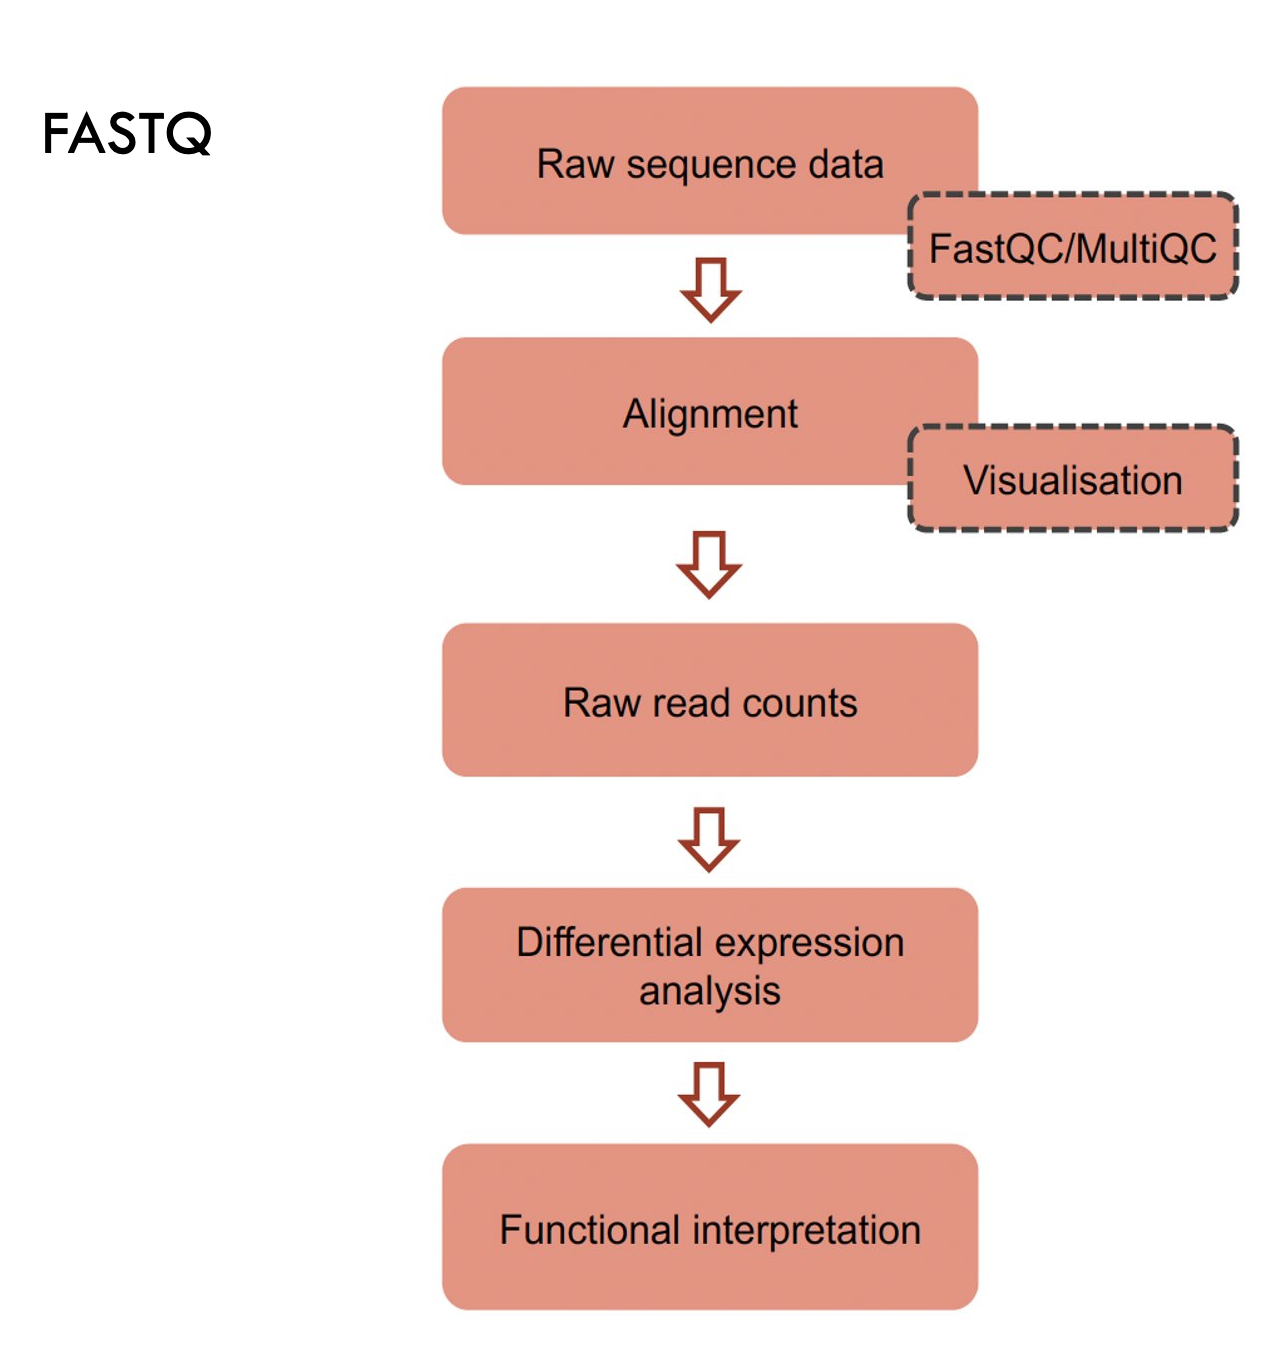 FASTQ
Raw sequence data
FastQC/MultiQC
Alignment
Visualisation
Raw read counts
Differential expression
analysis
Functional interpretation